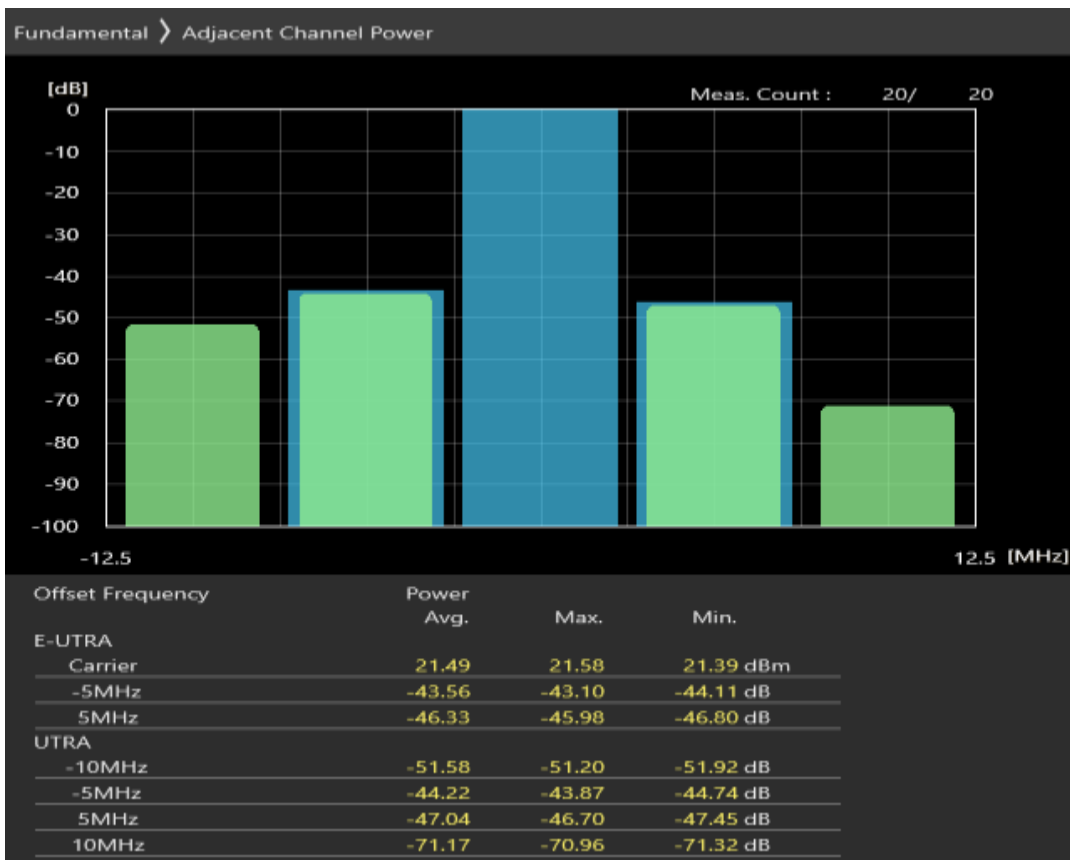 Fundamental ❭ Adjacent Channel Power
[dB]
Meas. Count : 20/ 20
0
-10
-20
-30
-40
-50
-60
-70
-80
-90
-100
-12.5 12.5 [MHz]
Offset Frequency Power
Avg. Max. Min.
E-UTRA
Carrier 21.49 21.58 21.39 dBm
-5MHz -43.56 -43.10 -44.11 dB
5MHz -46.33 -45.98 -46.80 dB
UTRA
-10MHz -51.58 -51.20 -51.92 dB
-5MHz -44.22 -43.87 -44.74 dB
5MHz -47.04 -46.70 -47.45 dB
10MHz -71.17 -70.96 -71.32 dB